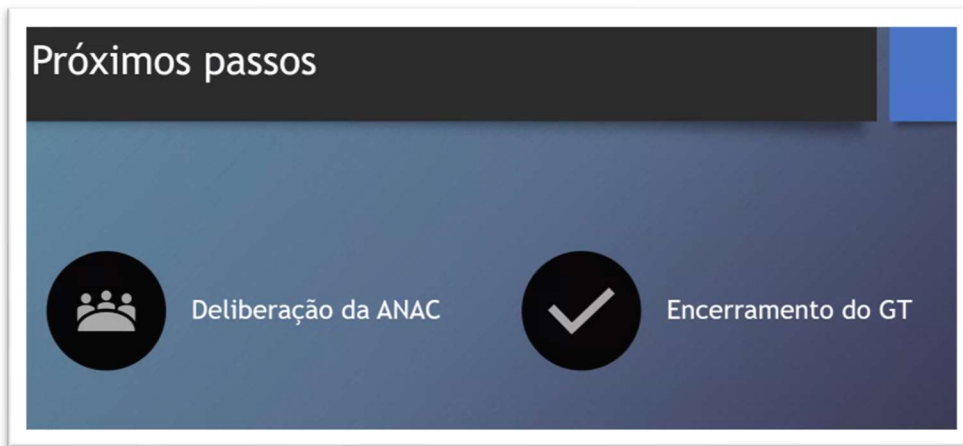 Próximos passos
Deliberação da ANAC
Encerramento do GT